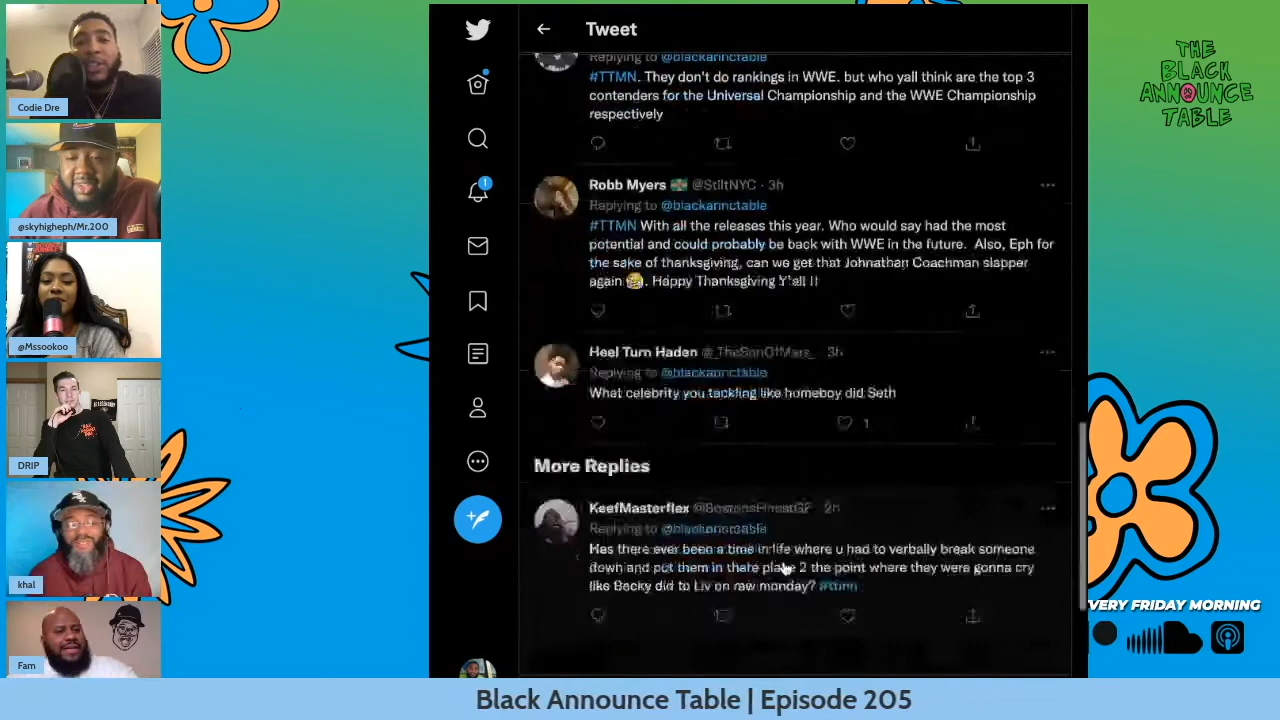 Codie Dre
@skyhigheph/Mr.200
@Mssookoo
DRIP
khal
Fam
Tweet
Replying to @blackannctable
#TTMN. They don't do rankings in WWE. but who yall think are the top 3
contenders for the Universal Championship and the WWE Championship
respectively
Robb Myers @StiltNYC · 3h
Replying to @blackannctable
#TTMN With all the releases this year. Who would say had the most
potential and could probably be back with WWE in the future. Also, Eph for
the sake of thanksgiving, can we get that Johnathan Coachman slapper
again 😂. Happy Thanksgiving Y'all !!
Heel Turn Haden @_TheSonOfMars_ 3h
Replying to @blackannctable
What celebrity you tackling like homeboy did Seth
1
More Replies
KeefMasterflex 2h
Replying to
Has there ever been a time in life where u had to verbally break someone
down and put them in there place 2 the point where they were gonna cry
like Becky did to Liv on raw monday? #ttmn
1
THE
BLACK
ANNOUNCE
TABLE
VERY FRIDAY MORNING
Black Announce Table | Episode 205